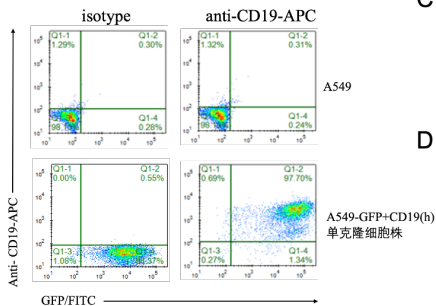 C
isotype
anti-CD19-APC
Q1-1
1.29%
Q1-2
0.30%
Q1-4
0.28%
Q1-1
1.32%
Q1-2
0.31%
Q1-4
0.24%
A549
D
Q1-1
0.00%
Q1-2
0.55%
Q1-3
1.08%
Q1-1
0.69%
Q1-2
97.70%
Q1-3
0.27%
Q1-4
1.34%
A549-GFP+CD19(h)
单克隆细胞株
Anti- CD19-APC
GFP/FITC